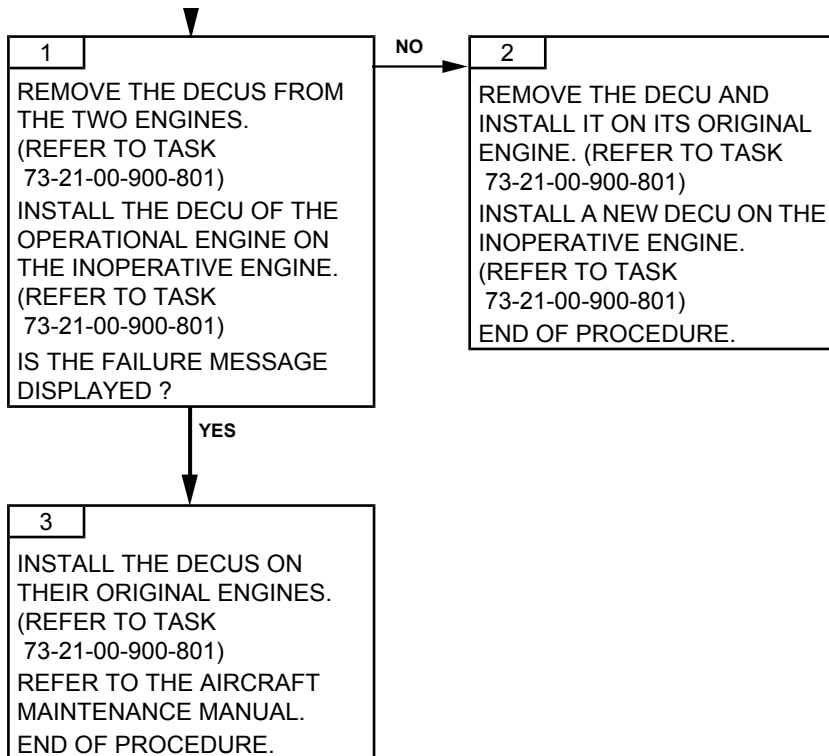 1
REMOVE THE DECUS FROM
THE TWO ENGINES.
(REFER TO TASK
73-21-00-900-801)
INSTALL THE DECU OF THE
OPERATIONAL ENGINE ON
THE INOPERATIVE ENGINE.
(REFER TO TASK
73-21-00-900-801)
IS THE FAILURE MESSAGE
DISPLAYED ?
NO
2
REMOVE THE DECU AND
INSTALL IT ON ITS ORIGINAL
ENGINE. (REFER TO TASK
73-21-00-900-801)
INSTALL A NEW DECU ON THE
INOPERATIVE ENGINE.
(REFER TO TASK
73-21-00-900-801)
END OF PROCEDURE.
YES
3
INSTALL THE DECUS ON
THEIR ORIGINAL ENGINES.
(REFER TO TASK
73-21-00-900-801)
REFER TO THE AIRCRAFT
MAINTENANCE MANUAL.
END OF PROCEDURE.